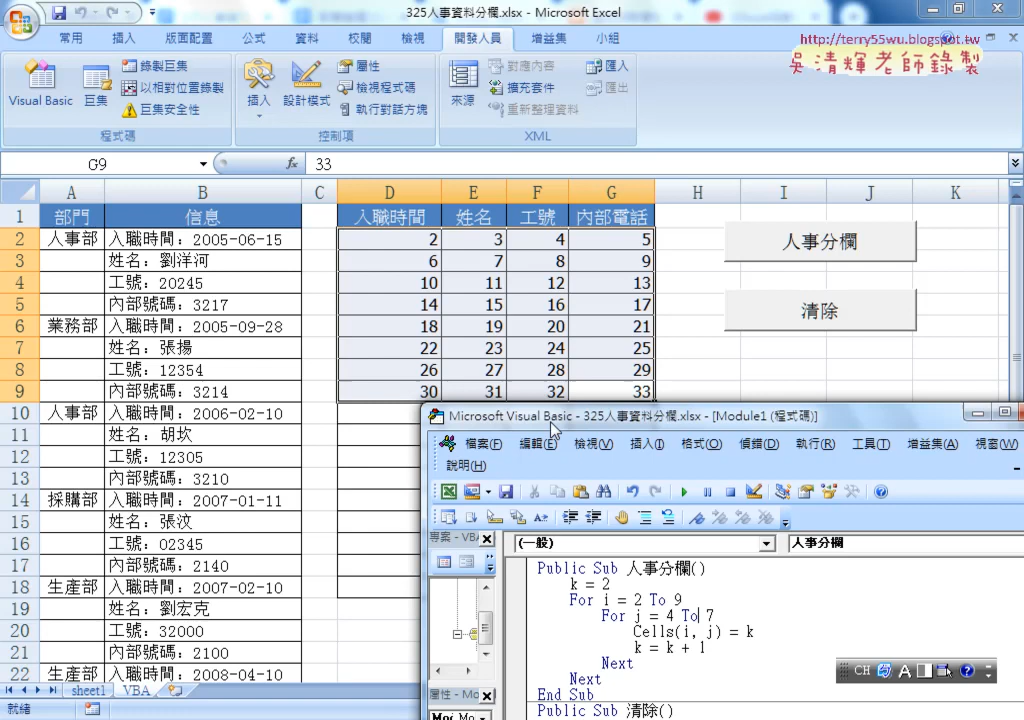 325人事資料分欄.xlsx - Microsoft Excel
常用 插入 版面配置 公式 資料 校閱 檢視 開發人員 增益集 小組
http://terry55wu.blogspot.tw
吳清輝老師錄製
Visual Basic 巨集 錄製巨集 以相對位置錄製 巨集安全性
插入 設計模式 屬性 檢視程式碼 執行對話方塊
來源 對應內容 擴充套件 重新整理資料 匯入 匯出
程式碼 控制項 XML
G9 fx 33
A B C D E F G H I J K
1 部門 信息 入職時間 姓名 工號 內部電話
2 人事部 入職時間：2005-06-15 2 3 4 5
3 姓名：劉洋河 6 7 8 9
4 工號：20245 10 11 12 13
5 內部號碼：3217 14 15 16 17
6 業務部 入職時間：2005-09-28 18 19 20 21
7 姓名：張揚 22 23 24 25
8 工號：12354 26 27 28 29
9 內部號碼：3214 30 31 32 33
人事分欄
清除
10 人事部 入職時間：2006-02-10
11 姓名：胡坎
12 工號：12305
13 內部號碼：3210
14 採購部 入職時間：2007-01-11
15 姓名：張汶
16 工號：02345
17 內部號碼：2140
18 生產部 入職時間：2007-02-10
19 姓名：劉宏克
20 工號：32000
21 內部號碼：2100
22 生產部 入職時間：2008-04-10
sheet1 VBA
就緒
Microsoft Visual Basic - 325人事資料分欄.xlsx - [Module1 (程式碼)]
檔案(F) 編輯(E) 檢視(V) 插入(I) 格式(O) 偵錯(D) 執行(R) 工具(T) 增益集(A) 視窗(W)
說明(H)
專案 - VBA
(一般) 人事分欄
Public Sub 人事分欄()
k = 2
For i = 2 To 9
For j = 4 To 7
Cells(i, j) = k
k = k + 1
Next
Next
End Sub
Public Sub 清除()
屬性 - Mo
Mo Mo
CH A